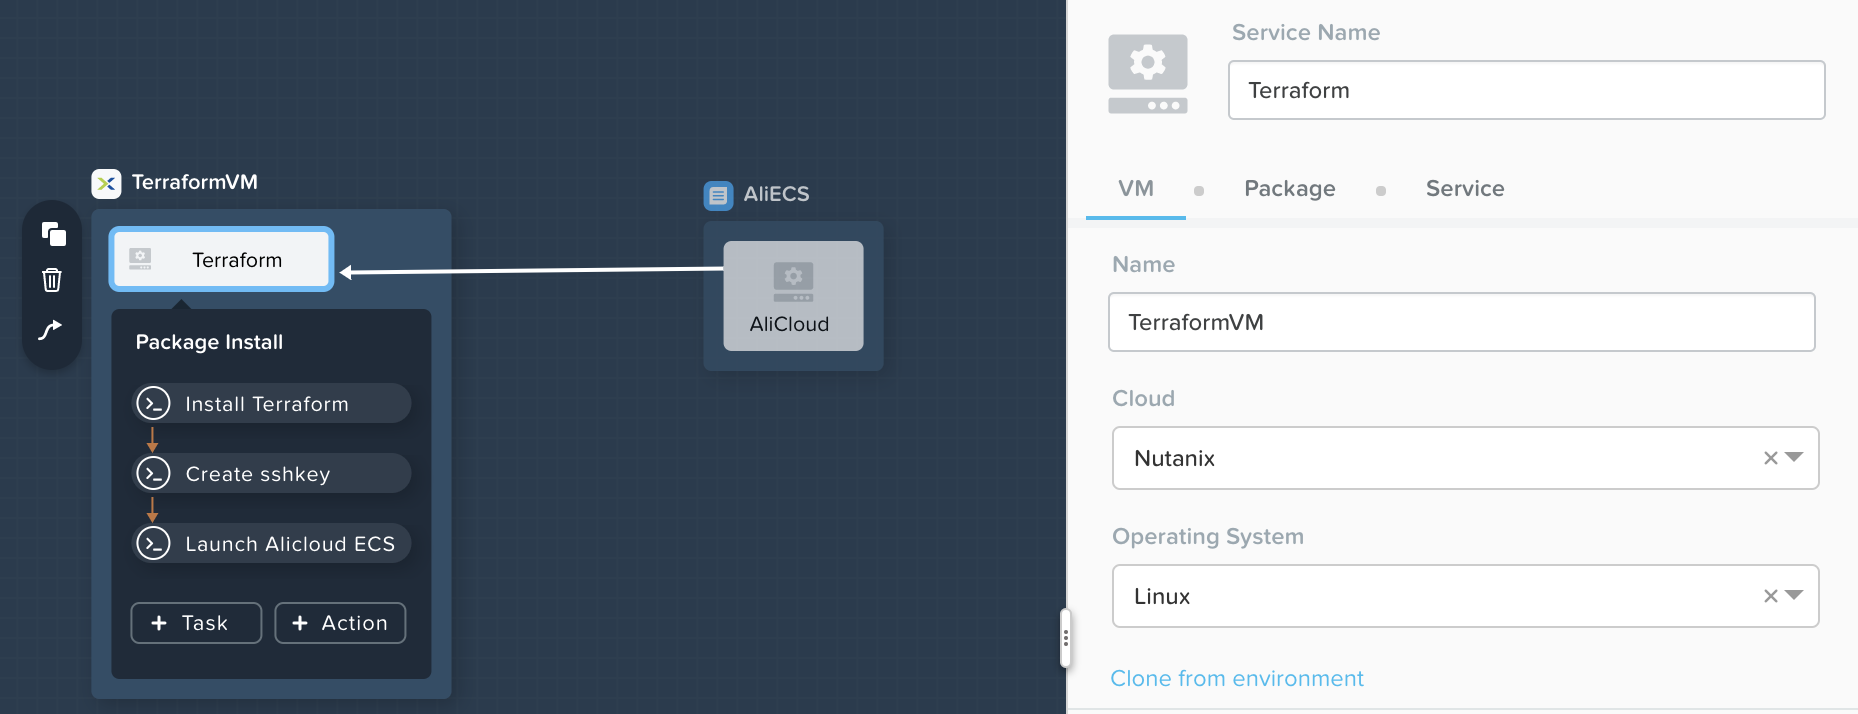 TerraformVM
Terraform
Package Install
Install Terraform
Create sshkey
Launch Alicloud ECS
+ Task
+ Action
AliECS
AliCloud
Service Name
Terraform
VM
Package
Service
Name
TerraformVM
Cloud
Nutanix
Operating System
Linux
Clone from environment